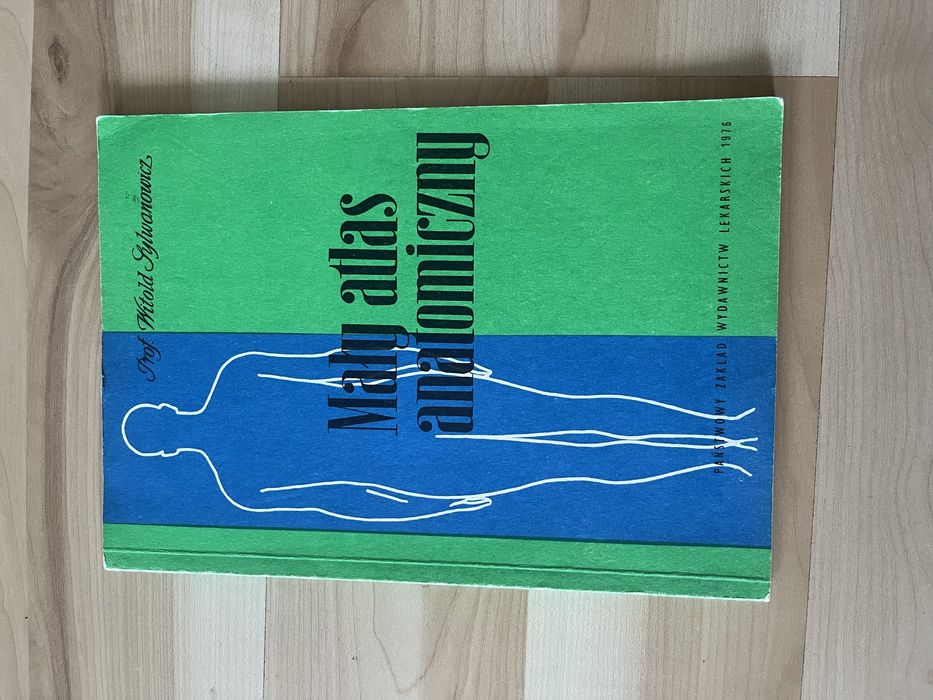 Prof. Witold Sylwanowicz
Mały atlas
anatomiczny
PAŃSTWOWY ZAKŁAD WYDAWNICTW LEKARSKICH 1976